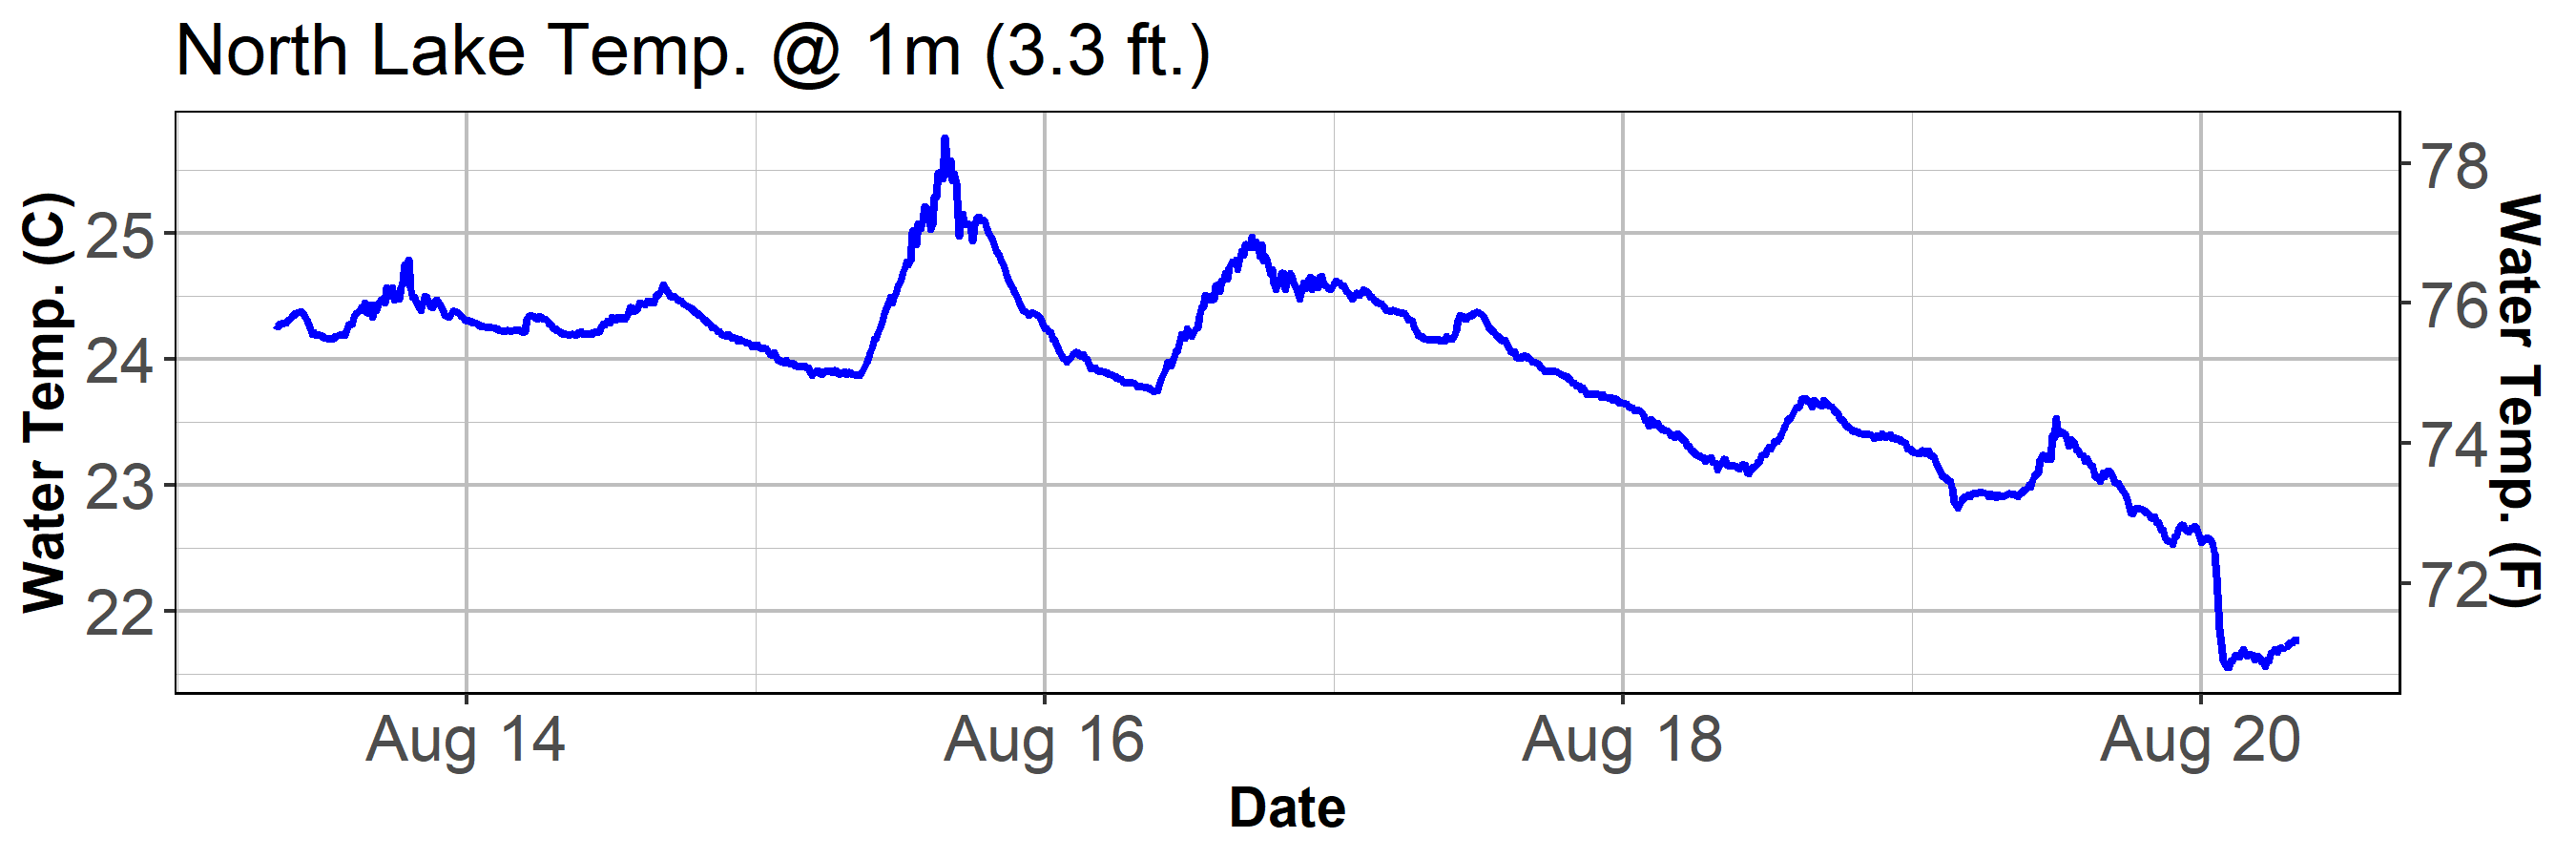 North Lake Temp. @ 1m (3.3 ft.)
Water Temp. (C)
25
24
23
22
78
76
74
72
Water Temp. (F)
Aug 14
Aug 16
Aug 18
Aug 20
Date